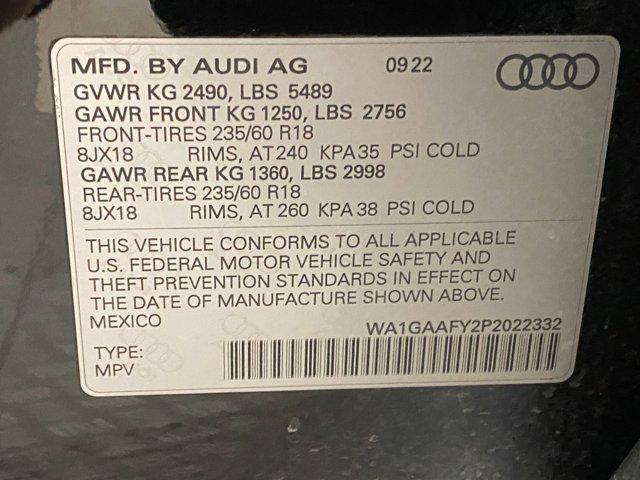 MFD. BY AUDI AG 09 22
GVWR KG 2490, LBS 5489
GAWR FRONT KG 1250, LBS 2756
FRONT-TIRES 235/60 R18
8JX18 RIMS, AT 240 KPA 35 PSI COLD
GAWR REAR KG 1360, LBS 2998
REAR-TIRES 235/60 R18
8JX18 RIMS, AT 260 KPA 38 PSI COLD
THIS VEHICLE CONFORMS TO ALL APPLICABLE
U.S. FEDERAL MOTOR VEHICLE SAFETY AND
THEFT PREVENTION STANDARDS IN EFFECT ON
THE DATE OF MANUFACTURE SHOWN ABOVE.
MEXICO WA1GAAFY2P2022332
TYPE:
MPV